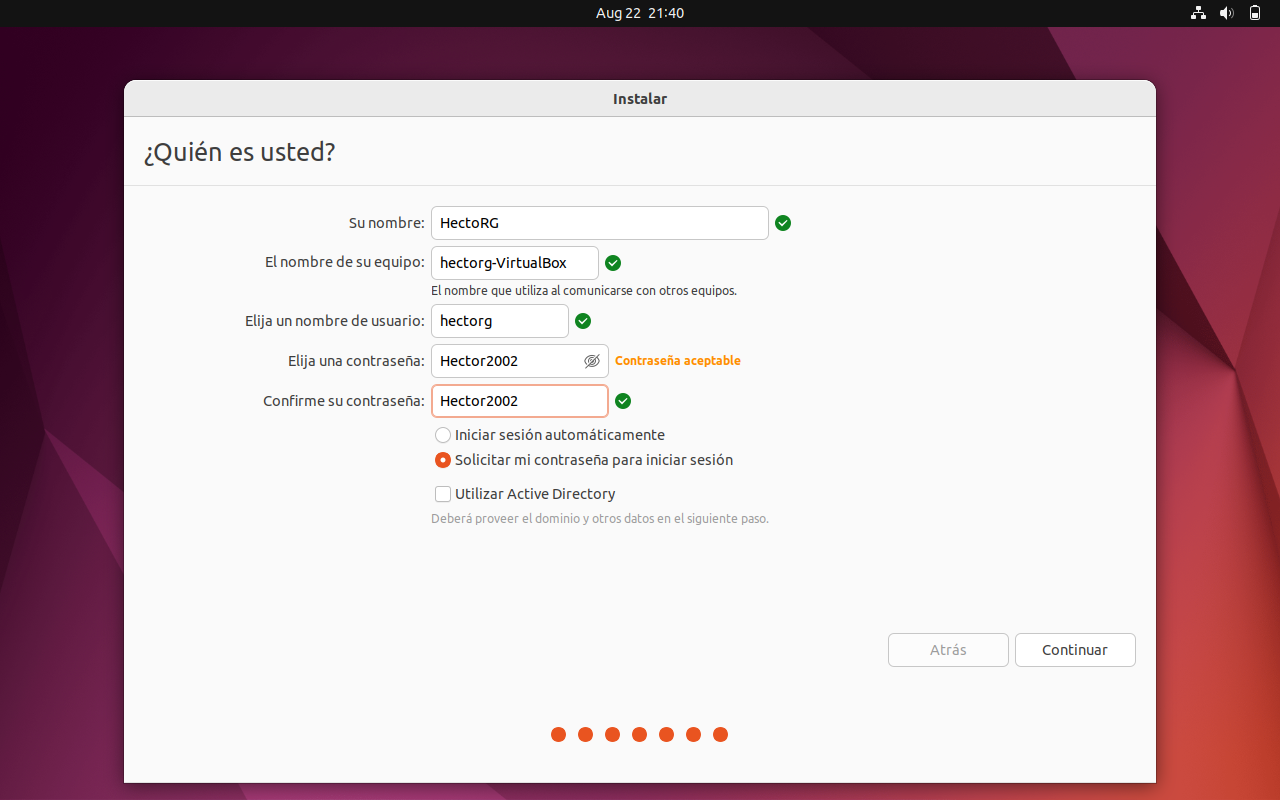 Aug 22 21:40
Instalar
¿Quién es usted?
Su nombre: HectoRG
El nombre de su equipo: hectorg-VirtualBox
El nombre que utiliza al comunicarse con otros equipos.
Elija un nombre de usuario: hectorg
Elija una contraseña: Hector2002 Contraseña aceptable
Confirme su contraseña: Hector2002
Iniciar sesión automáticamente
Solicitar mi contraseña para iniciar sesión
Utilizar Active Directory
Deberá proveer el dominio y otros datos en el siguiente paso.
Atrás Continuar